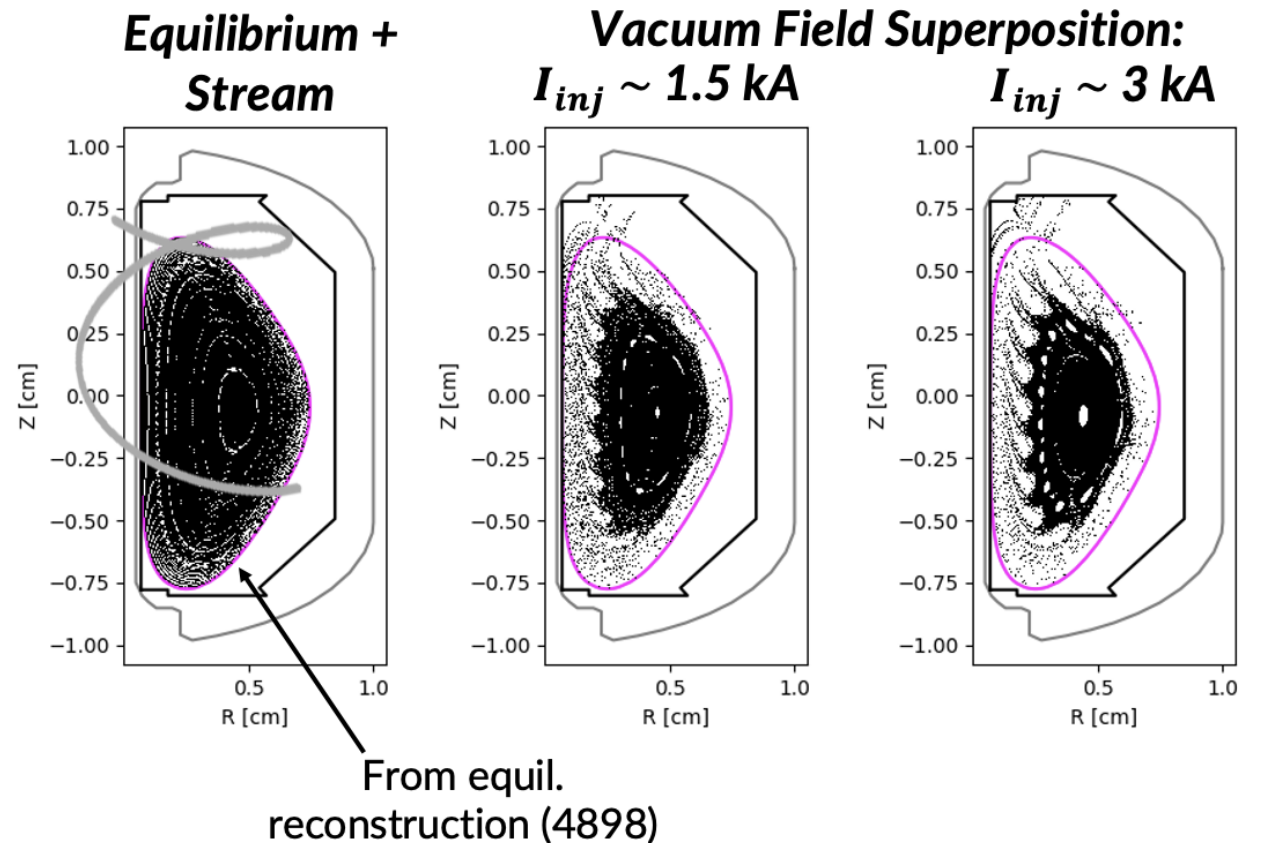 Equilibrium +
Stream
Vacuum Field Superposition:
I_inj ~ 1.5 kA
I_inj ~ 3 kA
1.00
0.75
0.50
0.25
0.00
−0.25
−0.50
−0.75
−1.00
Z [cm]
0.5 1.0
R [cm]
1.00
0.75
0.50
0.25
0.00
−0.25
−0.50
−0.75
−1.00
Z [cm]
0.5 1.0
R [cm]
1.00
0.75
0.50
0.25
0.00
−0.25
−0.50
−0.75
−1.00
Z [cm]
0.5 1.0
R [cm]
From equil.
reconstruction (4898)